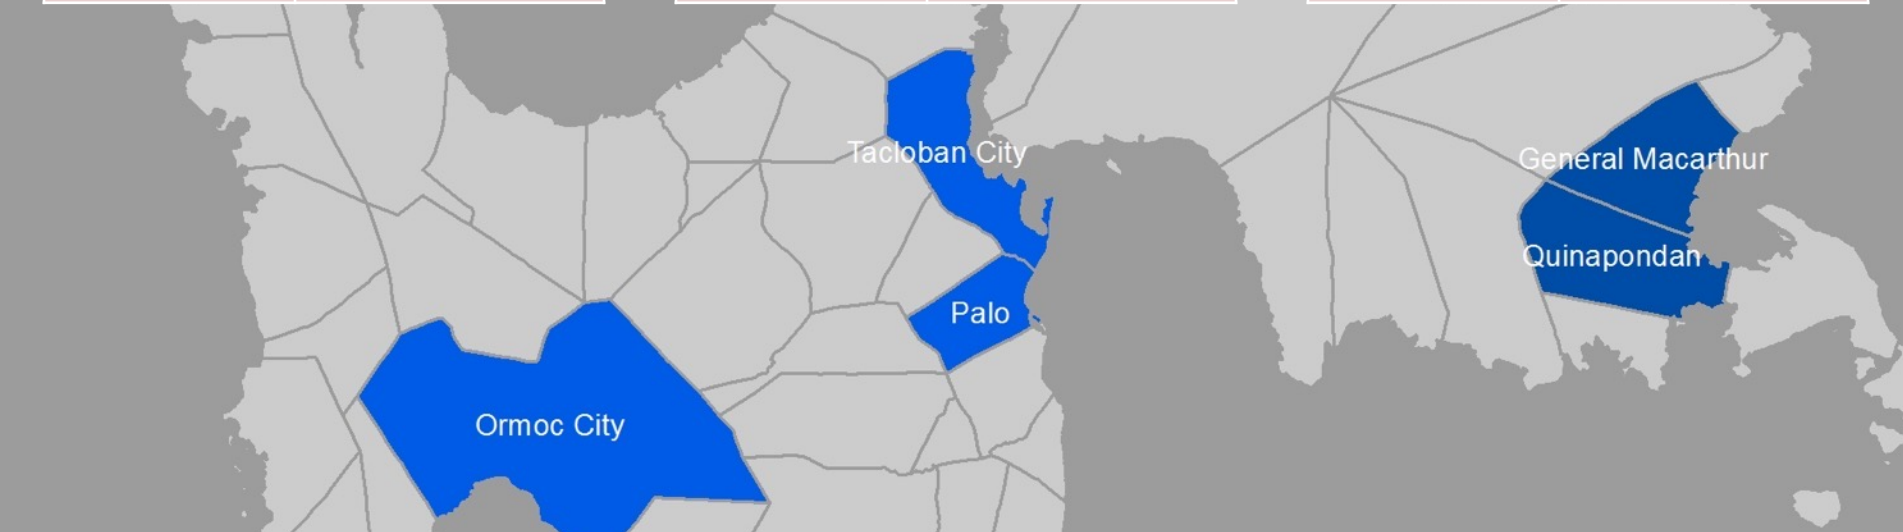 Tacloban City
General Macarthur
Quinapondan
Palo
Ormoc City